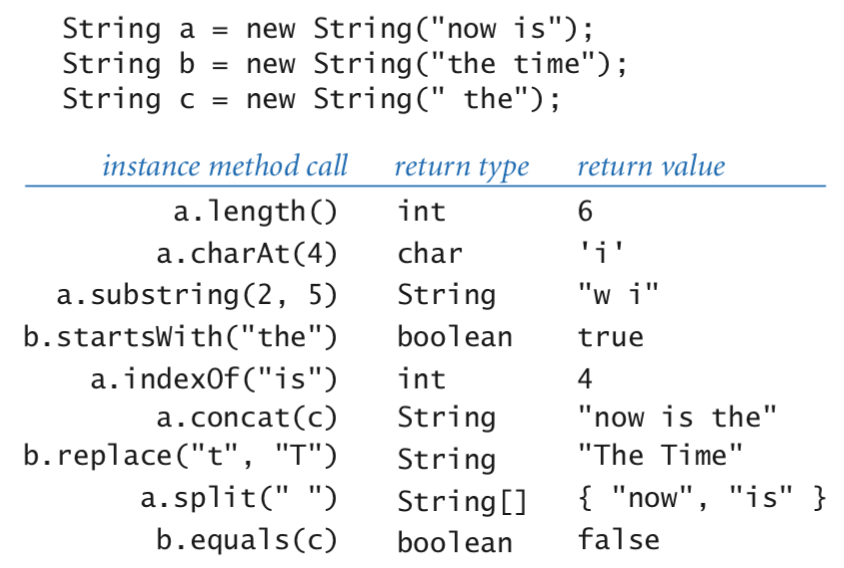 String a = new String("now is");
String b = new String("the time");
String c = new String(" the");
instance method call return type return value
a.length() int 6
a.charAt(4) char 'i'
a.substring(2, 5) String "w i"
b.startsWith("the") boolean true
a.indexOf("is") int 4
a.concat(c) String "now is the"
b.replace("t", "T") String "The Time"
a.split(" ") String[] { "now", "is" }
b.equals(c) boolean false